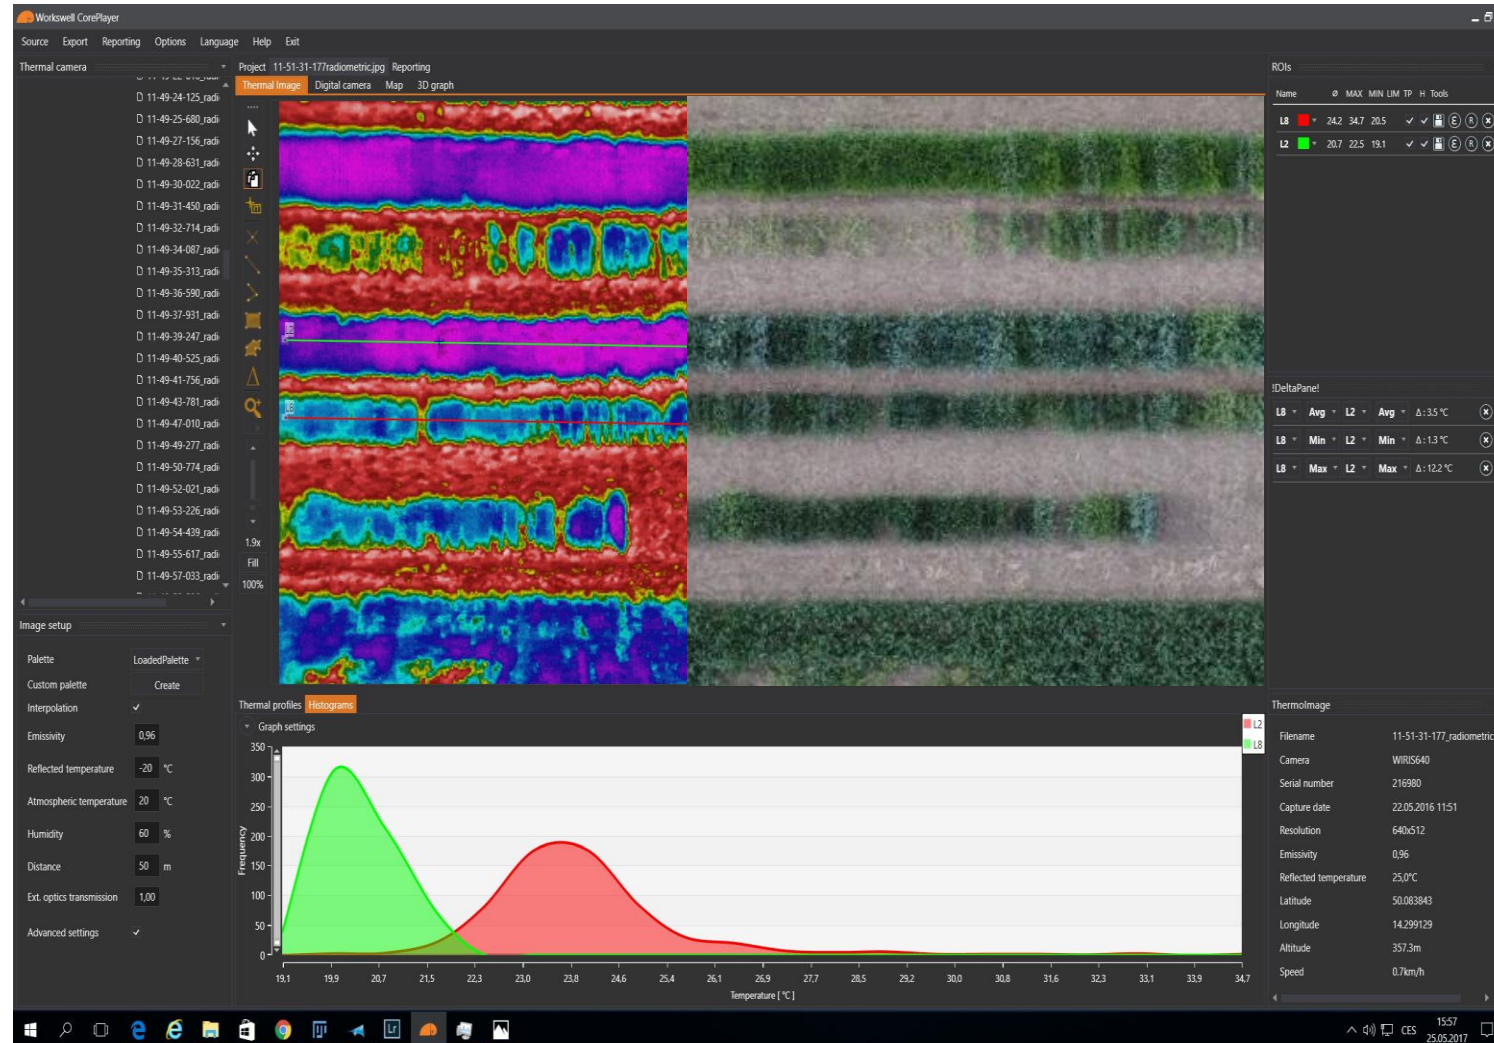 Workswell CorePlayer
Source Export Reporting Options Language Help Exit
Thermal camera
11-49-24-125_radi
11-49-25-680_radi
11-49-27-156_radi
11-49-28-631_radi
11-49-30-022_radi
11-49-31-450_radi
11-49-32-714_radi
11-49-34-087_radi
11-49-35-313_radi
11-49-36-590_radi
11-49-37-931_radi
11-49-39-247_radi
11-49-40-525_radi
11-49-41-756_radi
11-49-43-781_radi
11-49-47-010_radi
11-49-49-277_radi
11-49-50-774_radi
11-49-52-021_radi
11-49-53-226_radi
11-49-54-439_radi
11-49-55-617_radi
11-49-57-033_radi
Image setup
Palette LoadedPalette
Custom palette Create
Interpolation
Emissivity 0,96
Reflected temperature -20 °C
Atmospheric temperature 20 °C
Humidity 60 %
Distance 50 m
Ext. optics transmission 1,00
Advanced settings
Project 11-51-31-177radiometric.jpg Reporting
Thermal Image Digital camera Map 3D graph
1.9x
Fill
100%
L2
L8
Thermal profiles Histograms
Graph settings
L2
L8
Frequency
350
300
250
200
150
100
50
0
19,1 19,9 20,7 21,5 22,3 23,0 23,8 24,6 25,4 26,1 26,9 27,7 28,5 29,2 30,0 30,8 31,6 32,3 33,1 33,9 34,7
Temperature [ °C ]
ROIs
Name Ø MAX MIN LIM TP H Tools
L8 24.2 34.7 20.5 E R
L2 20.7 22.5 19.1 E R
!DeltaPane!
L8 Avg L2 Avg Δ : 3.5 °C
L8 Min L2 Min Δ : 1.3 °C
L8 Max L2 Max Δ : 12.2 °C
ThermoImage
Filename 11-51-31-177_radiometric
Camera WIRIS640
Serial number 216980
Capture date 22.05.2016 11:51
Resolution 640x512
Emissivity 0,96
Reflected temperature 25,0°C
Latitude 50.083843
Longitude 14.299129
Altitude 357.3m
Speed 0.7km/h
Lr
CES
15:57
25.05.2017